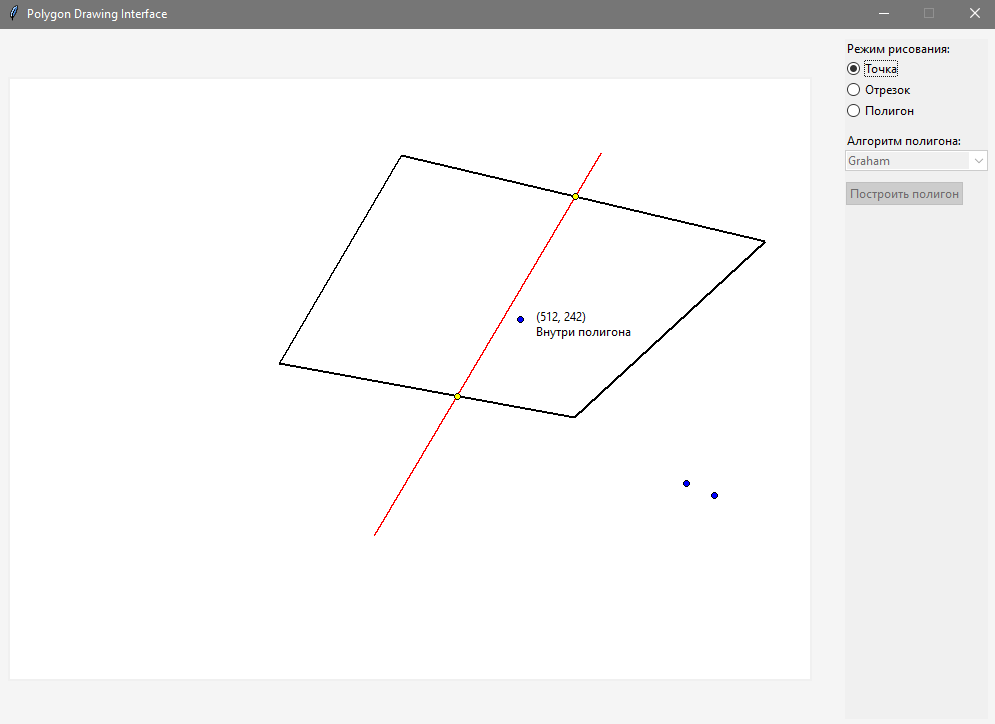 Polygon Drawing Interface
Режим рисования:
Точка
Отрезок
Полигон
Алгоритм полигона:
Graham
Построить полигон
(512, 242)
Внутри полигона